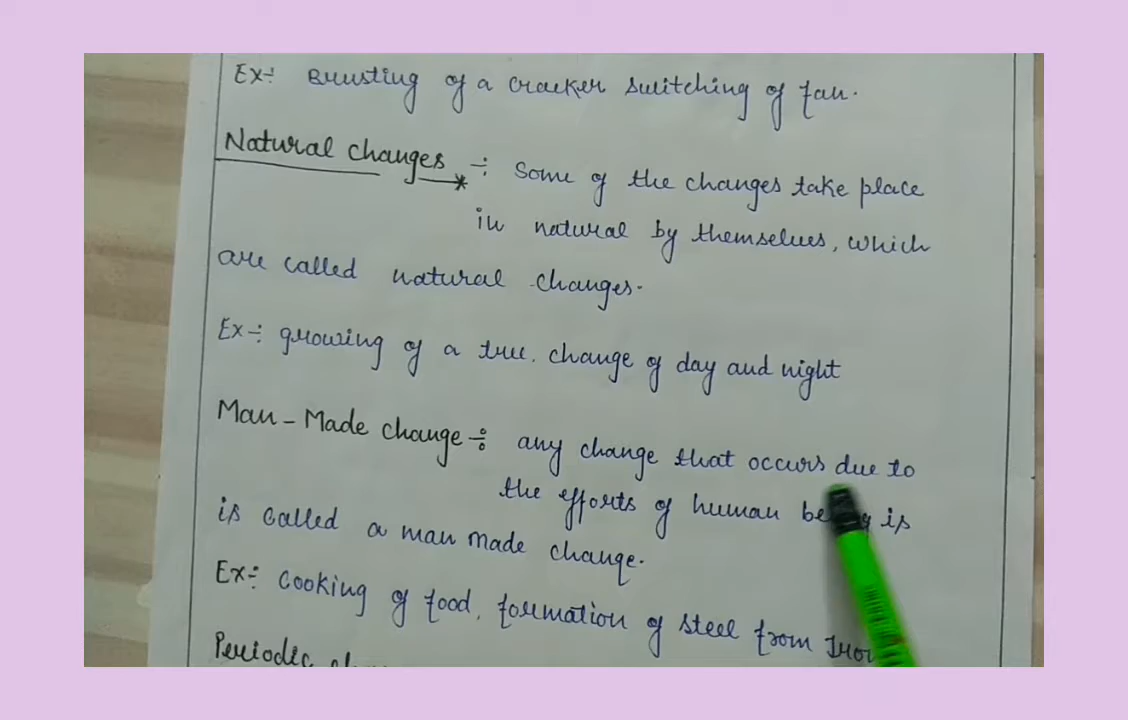 Ex÷ Bursting of a cracker switching of fan.
Natural changes ÷ Some of the changes take place
in natural by themselves, which
are called natural changes.
Ex÷ growing of a tree. change of day and night
Man-Made change÷ any change that occurs due to
the efforts of human being is
is called a man made change.
Ex÷ Cooking of food, formation of steel from
Periodic